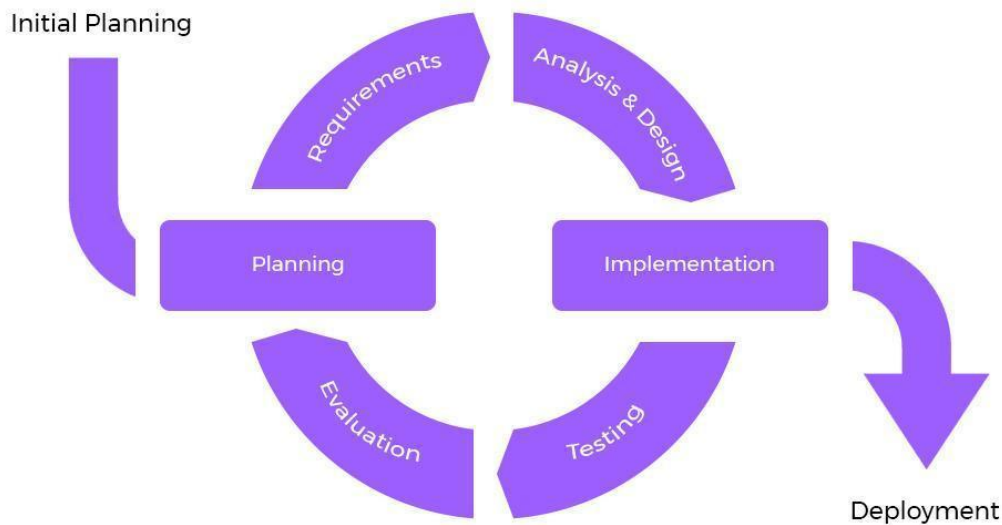 Initial Planning
Requirements
Analysis & Design
Planning
Implementation
Evaluation
Testing
Deployment